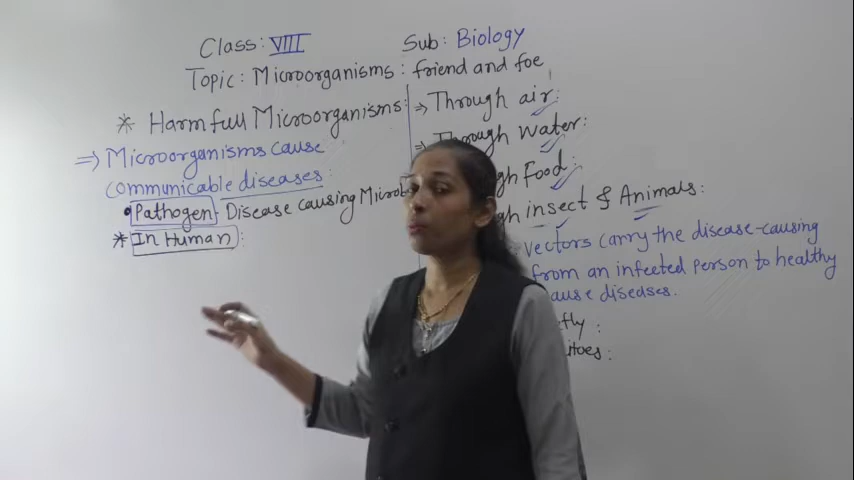 Class: VIII
Sub: Biology
Topic: Microorganisms: friend and foe
* Harmfull Microorganisms:
⇒ Microorganisms cause
communicable diseases:
• Pathogen - Disease causing
* In Human:
⇒ Through air:
Through Water:
Food:
insect & Animals:
vectors carry the disease-causing
from an infected person to healthy
diseases.